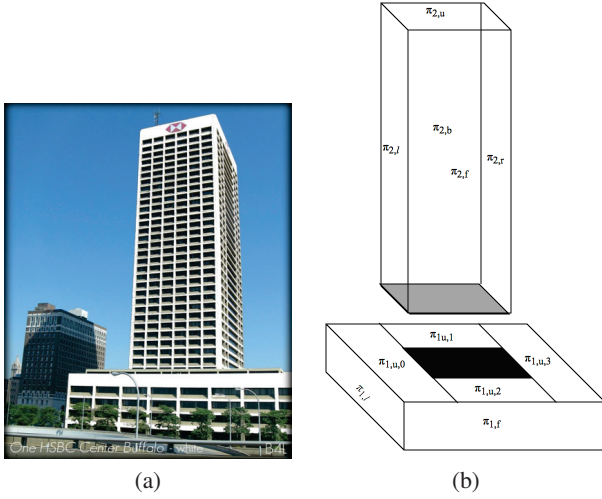 π2,u
π2,b
π2,l
π2,r
π2,f
π1u,1
π1,u,0
π1,u,3
π1,u,2
π1,l
π1,f
One HSBC Center Buffalo - white
B4L
(a)
(b)